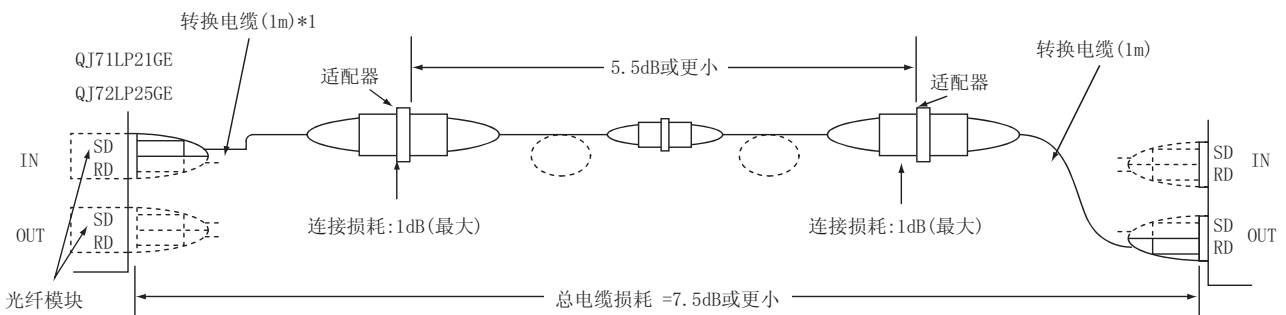 转换电缆(1m)*1
QJ71LP21GE
QJ72LP25GE
适配器
5.5dB或更小
适配器
转换电缆(1m)
IN
SD
RD
OUT
SD
RD
SD
RD
IN
SD
RD
OUT
连接损耗:1dB(最大)
连接损耗:1dB(最大)
光纤模块
总电缆损耗 =7.5dB或更小